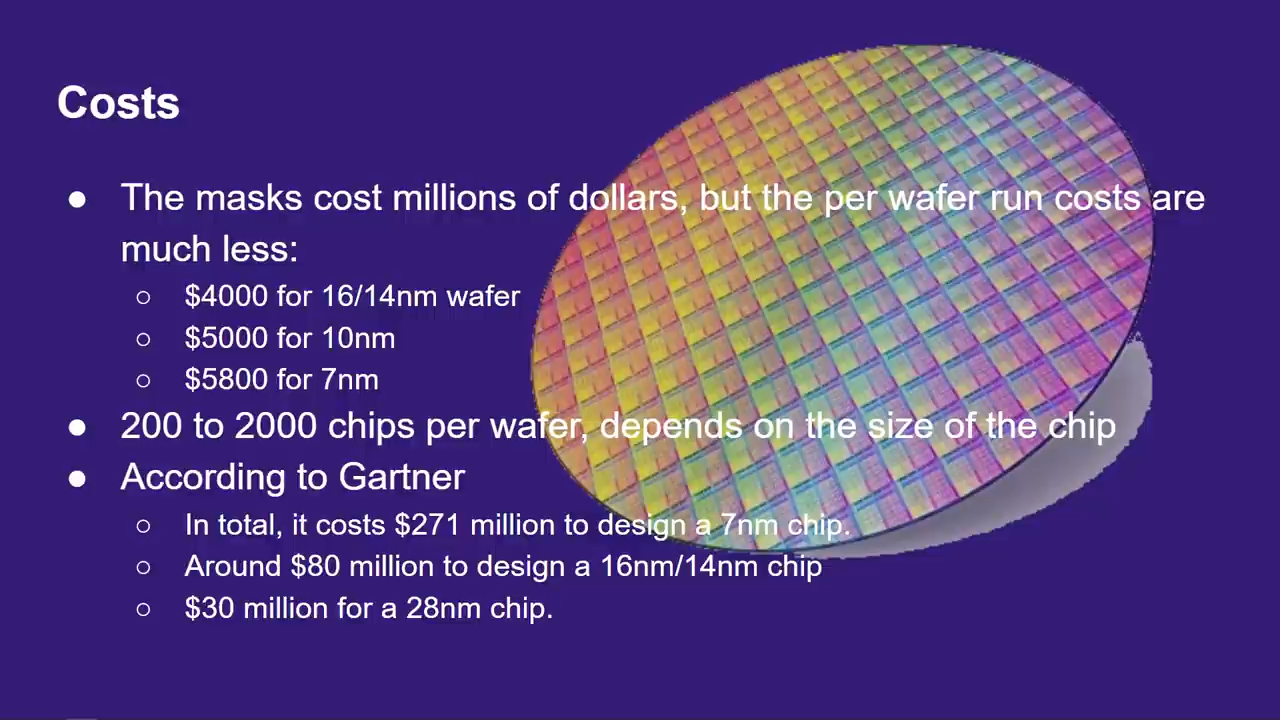 Costs
● The masks cost millions of dollars, but the per wafer run costs are
much less:
○ $4000 for 16/14nm wafer
○ $5000 for 10nm
○ $5800 for 7nm
● 200 to 2000 chips per wafer, depends on the size of the chip
● According to Gartner
○ In total, it costs $271 million to design a 7nm chip.
○ Around $80 million to design a 16nm/14nm chip
○ $30 million for a 28nm chip.